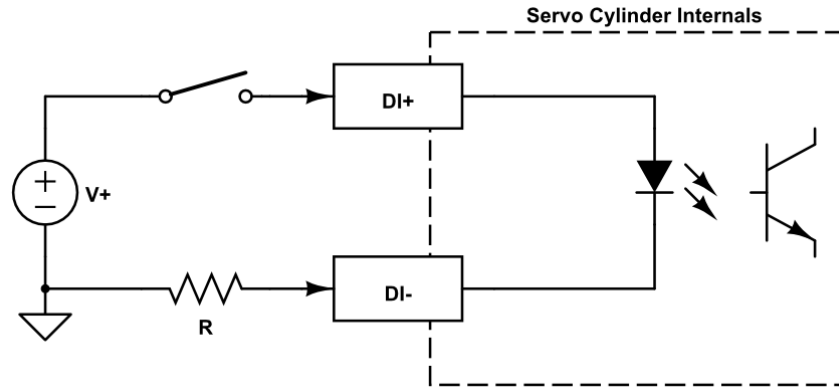 Servo Cylinder Internals
DI+
V+
DI-
R